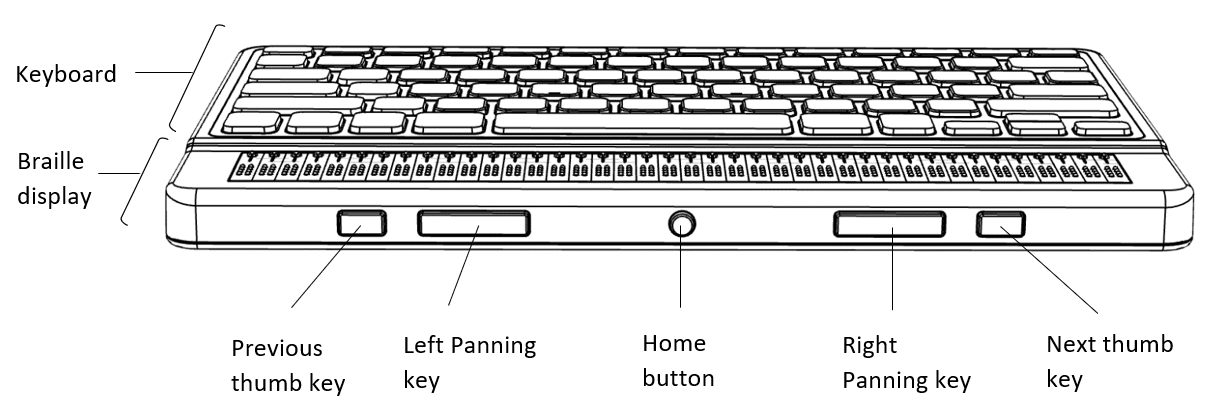 Keyboard
Braille
display
Previous
thumb key
Left Panning
key
Home
button
Right
Panning key
Next thumb
key